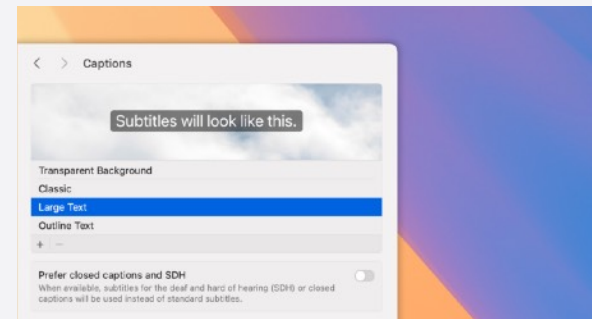 Captions
Subtitles will look like this.
Transparent Background
Classic
Large Text
Outline Text
+ −
Prefer closed captions and SDH
When available, subtitles for the deaf and hard of hearing (SDH) or closed
captions will be used instead of standard subtitles.